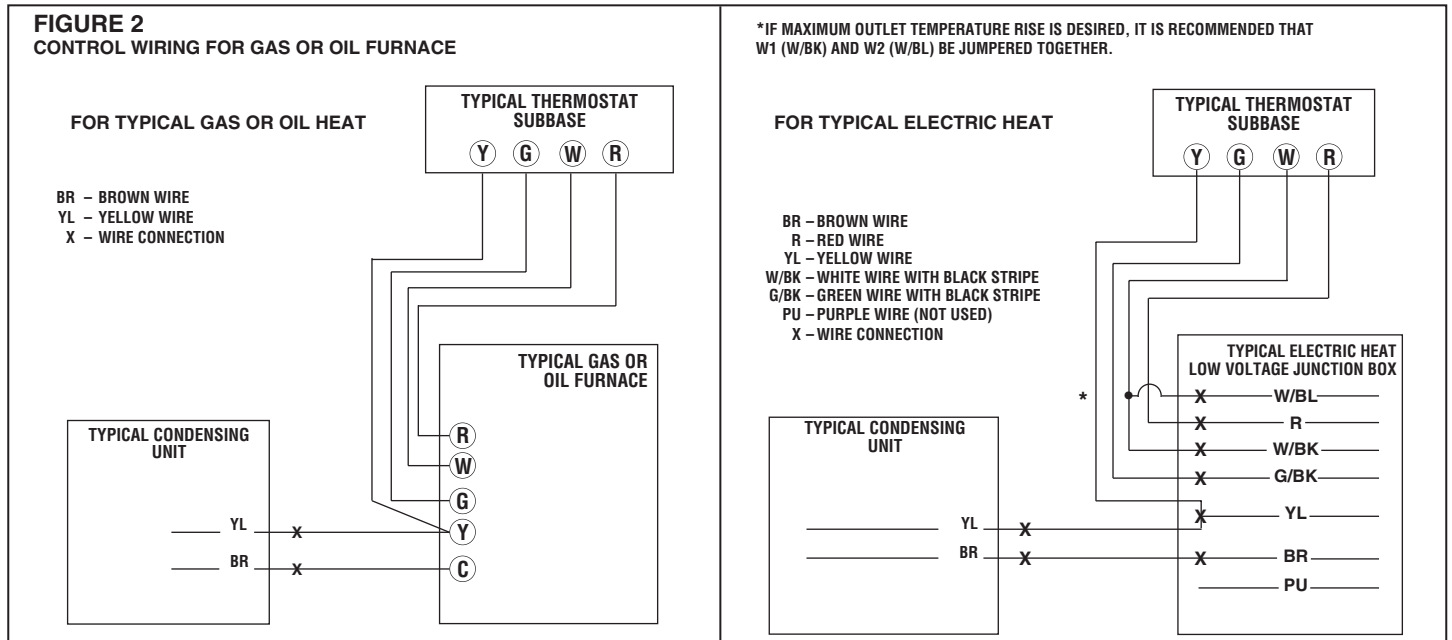 FIGURE 2
CONTROL WIRING FOR GAS OR OIL FURNACE
FOR TYPICAL GAS OR OIL HEAT
TYPICAL THERMOSTAT
SUBBASE
Y G W R
BR – BROWN WIRE
YL – YELLOW WIRE
X – WIRE CONNECTION
TYPICAL GAS OR
OIL FURNACE
R
W
G
Y
C
TYPICAL CONDENSING
UNIT
YL X
BR X
*IF MAXIMUM OUTLET TEMPERATURE RISE IS DESIRED, IT IS RECOMMENDED THAT
W1 (W/BK) AND W2 (W/BL) BE JUMPERED TOGETHER.
FOR TYPICAL ELECTRIC HEAT
TYPICAL THERMOSTAT
SUBBASE
Y G W R
BR – BROWN WIRE
R – RED WIRE
YL – YELLOW WIRE
W/BK – WHITE WIRE WITH BLACK STRIPE
G/BK – GREEN WIRE WITH BLACK STRIPE
PU – PURPLE WIRE (NOT USED)
X – WIRE CONNECTION
TYPICAL ELECTRIC HEAT
LOW VOLTAGE JUNCTION BOX
* X W/BL
X R
X W/BK
X G/BK
X YL
X BR
PU
TYPICAL CONDENSING
UNIT
YL X
BR X